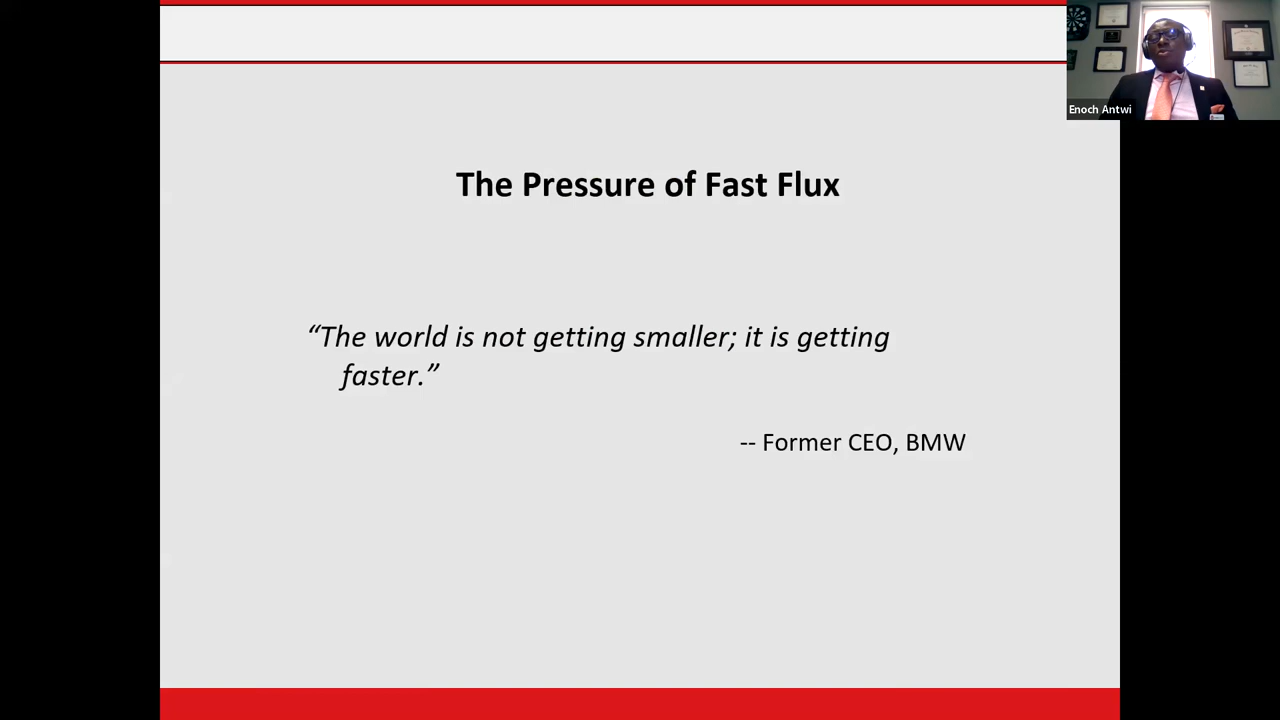 The Pressure of Fast Flux
“The world is not getting smaller; it is getting
faster.”
-- Former CEO, BMW
Enoch Antwi